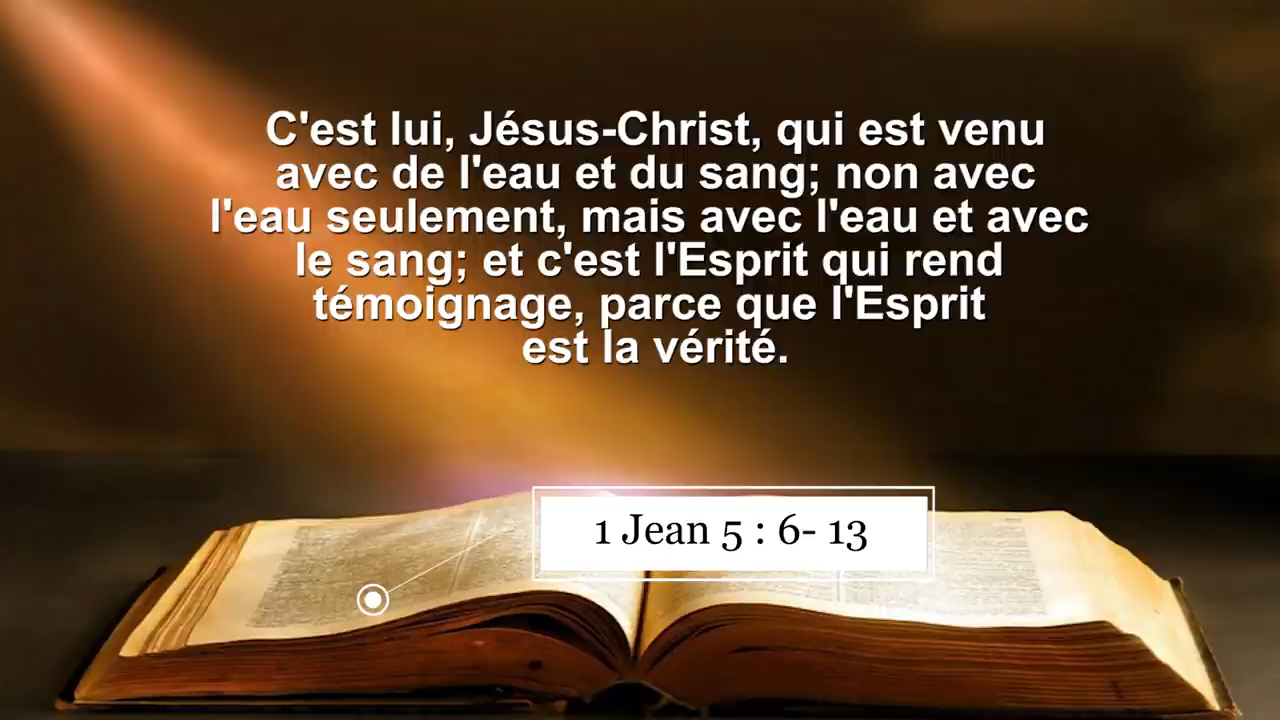 C'est lui, Jésus-Christ, qui est venu
avec de l'eau et du sang; non avec
l'eau seulement, mais avec l'eau et avec
le sang; et c'est l'Esprit qui rend
témoignage, parce que l'Esprit
est la vérité.
1 Jean 5 : 6- 13